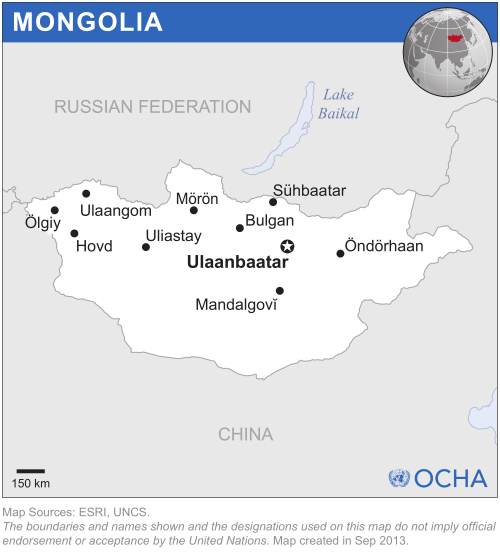 MONGOLIA
RUSSIAN FEDERATION
Lake
Baikal
Sühbaatar
Mörön
Ulaangom
Ölgiy
Bulgan
Hovd
Uliastay
Öndörhaan
Ulaanbaatar
Mandalgovĭ
CHINA
150 km
OCHA
Map Sources: ESRI, UNCS.
The boundaries and names shown and the designations used on this map do not imply official
endorsement or acceptance by the United Nations. Map created in Sep 2013.